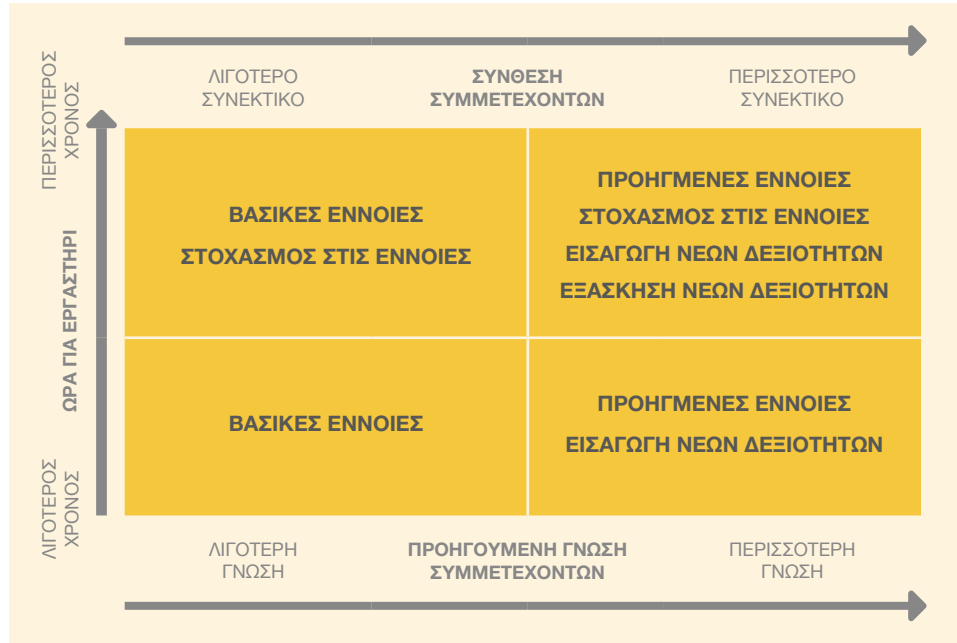 ΛΙΓΟΤΕΡΟ
ΣΥΝΕΚΤΙΚΟ
ΣΥΝΘΕΣΗ
ΣΥΜΜΕΤΕΧΟΝΤΩΝ
ΠΕΡΙΣΣΟΤΕΡΟ
ΣΥΝΕΚΤΙΚΟ
ΠΕΡΙΣΣΟΤΕΡΟΣ
ΧΡΟΝΟΣ
ΩΡΑ ΓΙΑ ΕΡΓΑΣΤΗΡΙ
ΛΙΓΟΤΕΡΟΣ
ΧΡΟΝΟΣ
ΒΑΣΙΚΕΣ ΕΝΝΟΙΕΣ
ΣΤΟΧΑΣΜΟΣ ΣΤΙΣ ΕΝΝΟΙΕΣ
ΠΡΟΗΓΜΕΝΕΣ ΕΝΝΟΙΕΣ
ΣΤΟΧΑΣΜΟΣ ΣΤΙΣ ΕΝΝΟΙΕΣ
ΕΙΣΑΓΩΓΗ ΝΕΩΝ ΔΕΞΙΟΤΗΤΩΝ
ΕΞΑΣΚΗΣΗ ΝΕΩΝ ΔΕΞΙΟΤΗΤΩΝ
ΒΑΣΙΚΕΣ ΕΝΝΟΙΕΣ
ΠΡΟΗΓΜΕΝΕΣ ΕΝΝΟΙΕΣ
ΕΙΣΑΓΩΓΗ ΝΕΩΝ ΔΕΞΙΟΤΗΤΩΝ
ΛΙΓΟΤΕΡΗ
ΓΝΩΣΗ
ΠΡΟΗΓΟΥΜΕΝΗ ΓΝΩΣΗ
ΣΥΜΜΕΤΕΧΟΝΤΩΝ
ΠΕΡΙΣΣΟΤΕΡΗ
ΓΝΩΣΗ